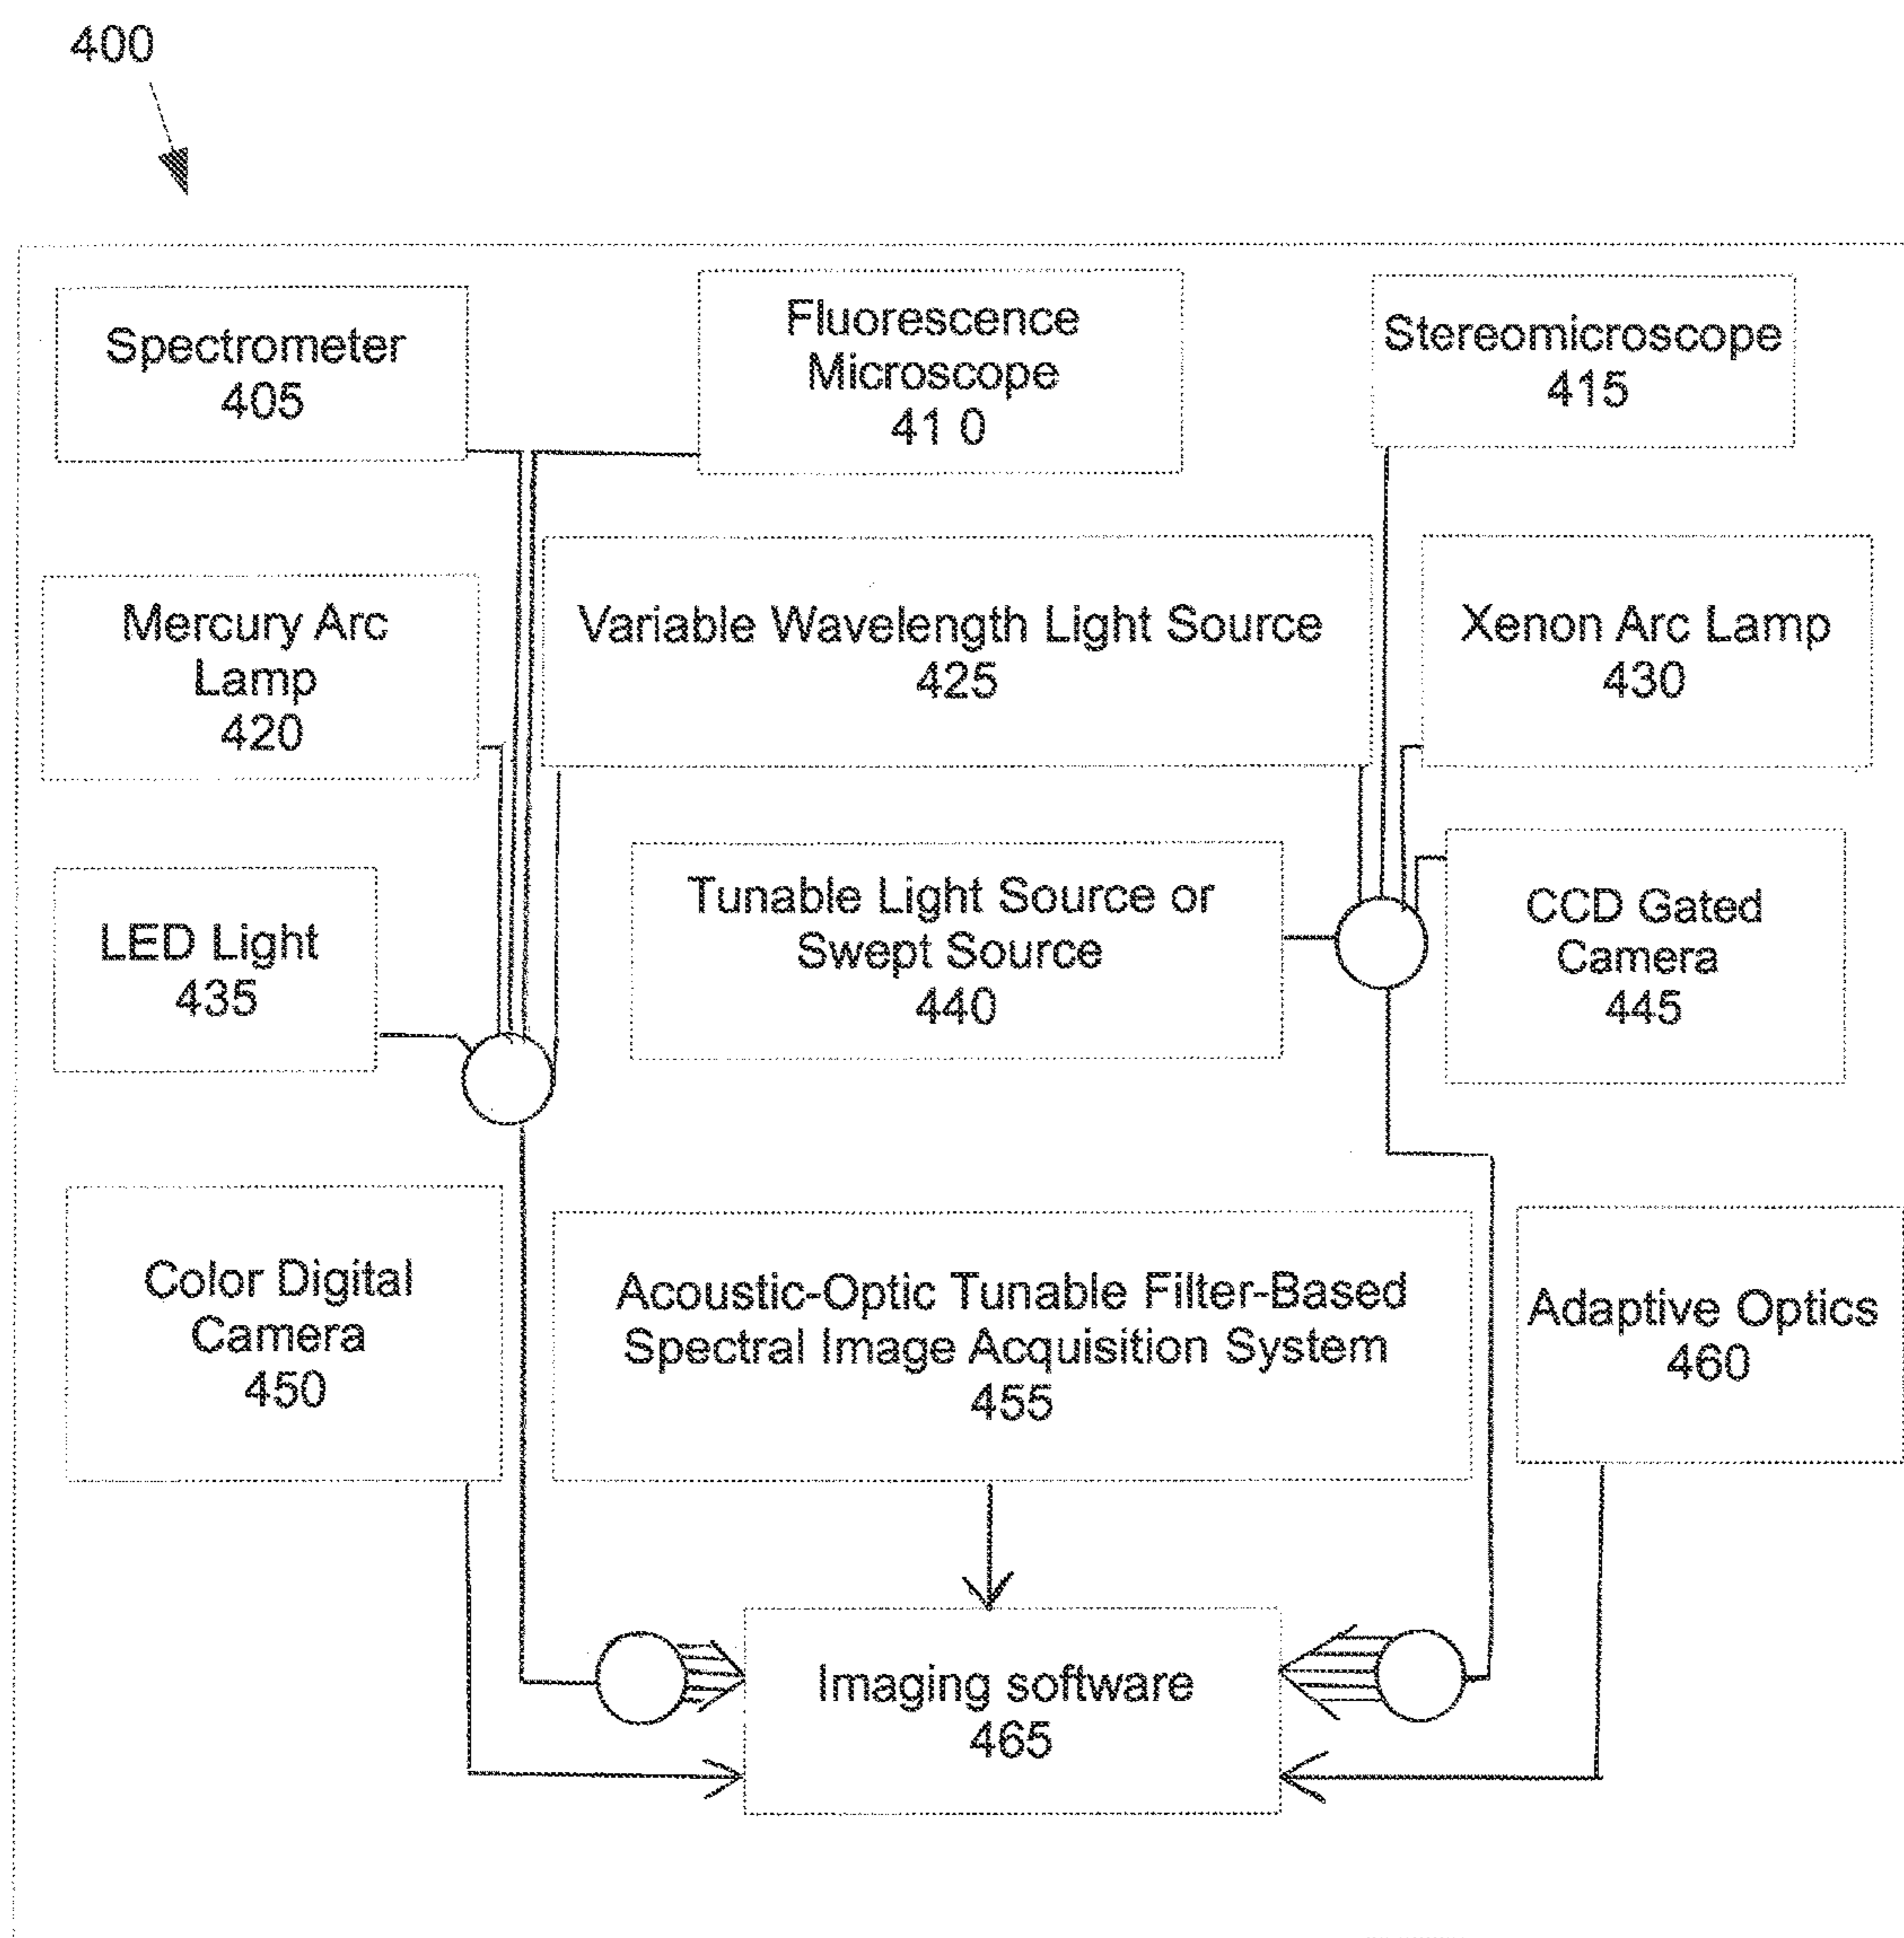 400
Spectrometer
405
Fluorescence
Microscope
41 0
Stereomicroscope
415
Mercury Arc
Lamp
420
Variable Wavelength Light Source
425
Xenon Arc Lamp
430
LED Light
435
Tunable Light Source or
Swept Source
440
CCD Gated
Camera
445
Color Digital
Camera
450
Acoustic-Optic Tunable Filter-Based
Spectral Image Acquisition System
455
Adaptive Optics
460
Imaging software
465